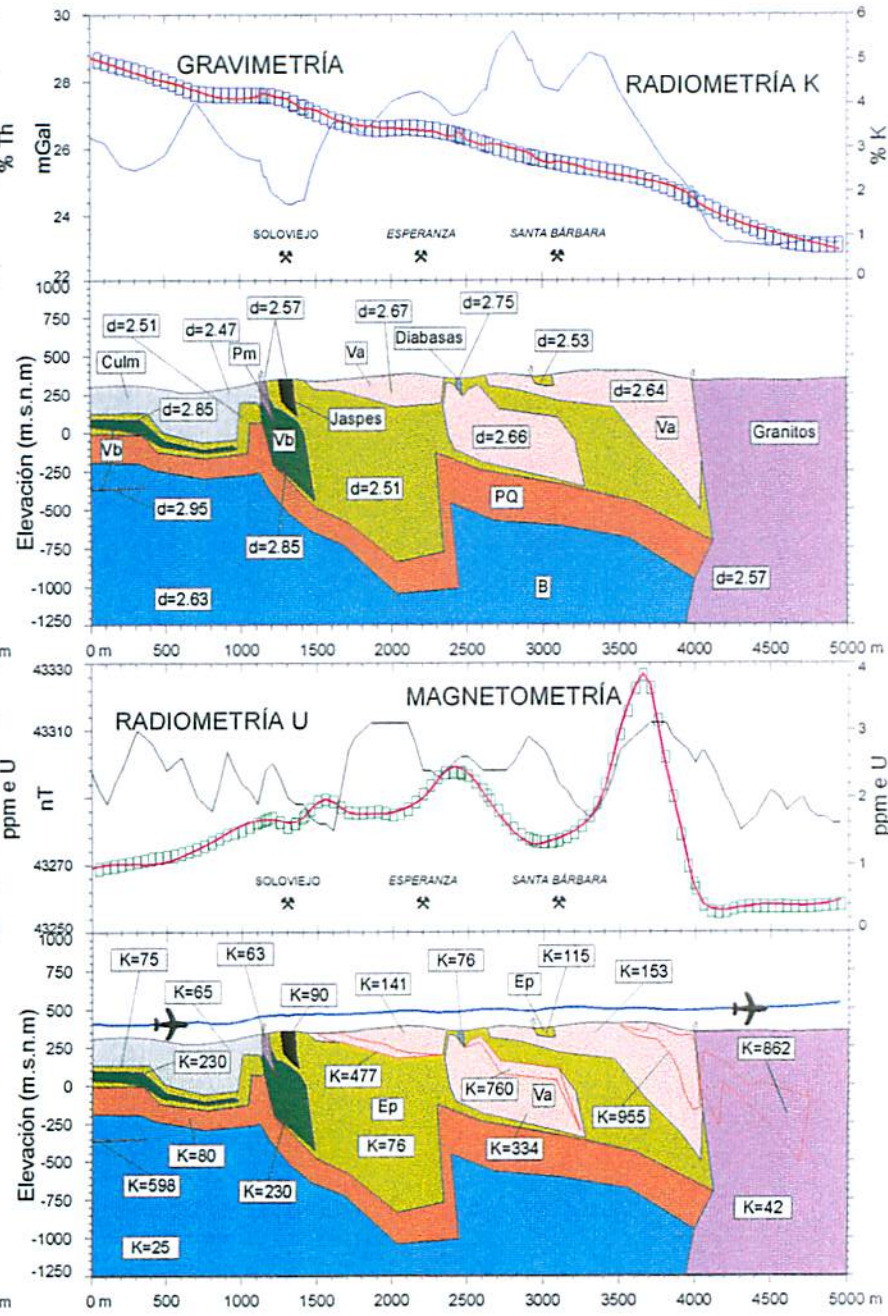 30
6
GRAVIMETRÍA
5
28
RADIOMETRÍA K
4
% Th
mGal
26
3
% K
2
24
SOLOVIEJO
ESPERANZA
SANTA BÁRBARA
1
22
0
1000
d=2.57
d=2.75
750
d=2.51
d=2.47
d=2.67
Diabasas
d=2.53
Culm
Pm
Va
500
d=2.64
250
d=2.85
Jaspes
0
Vb
Vb
d=2.66
Va
Granitos
-250
d=2.51
PQ
-500
d=2.95
-750
d=2.85
d=2.57
-1000
d=2.63
B
-1250
Elevación (m.s.n.m)
m
0 m
500
1000
1500
2000
2500
3000
3500
4000
4500
5000 m
43330
4
MAGNETOMETRÍA
RADIOMETRÍA U
43310
3
ppm e U
nT
2
ppm e U
43270
1
SOLOVIEJO
ESPERANZA
SANTA BÁRBARA
43250
0
1000
K=75
K=63
K=141
K=76
K=115
750
K=65
K=90
Ep
K=153
500
K=230
K=862
250
K=477
K=760
0
Ep
Va
K=955
-250
K=76
K=334
K=80
-500
K=598
K=230
-750
K=42
-1000
K=25
-1250
Elevación (m.s.n.m)
m
0 m
500
1000
1500
2000
2500
3000
3500
4000
4500
5000 m